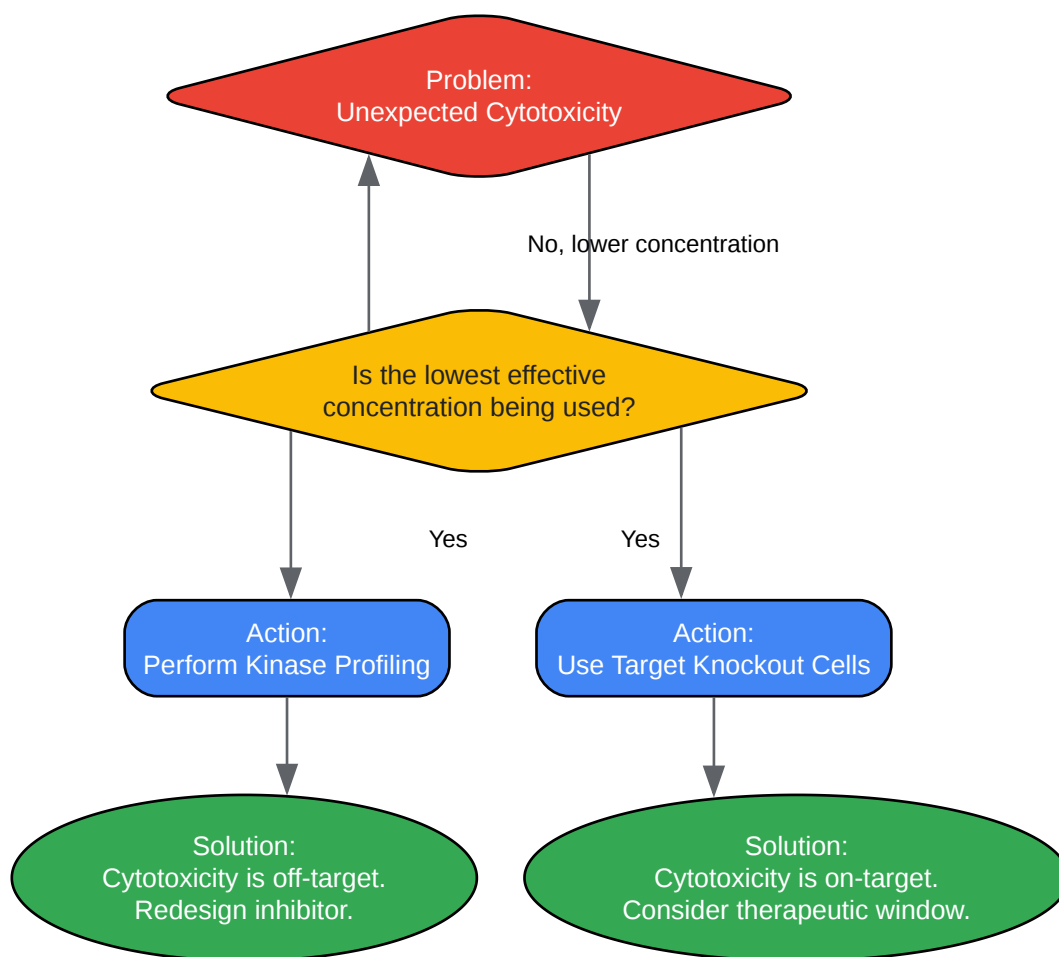 Problem:
Unexpected Cytotoxicity
No, lower concentration
Is the lowest effective
concentration being used?
Yes
Yes
Action:
Perform Kinase Profiling
Action:
Use Target Knockout Cells
Solution:
Cytotoxicity is off-target.
Redesign inhibitor.
Solution:
Cytotoxicity is on-target.
Consider therapeutic window.